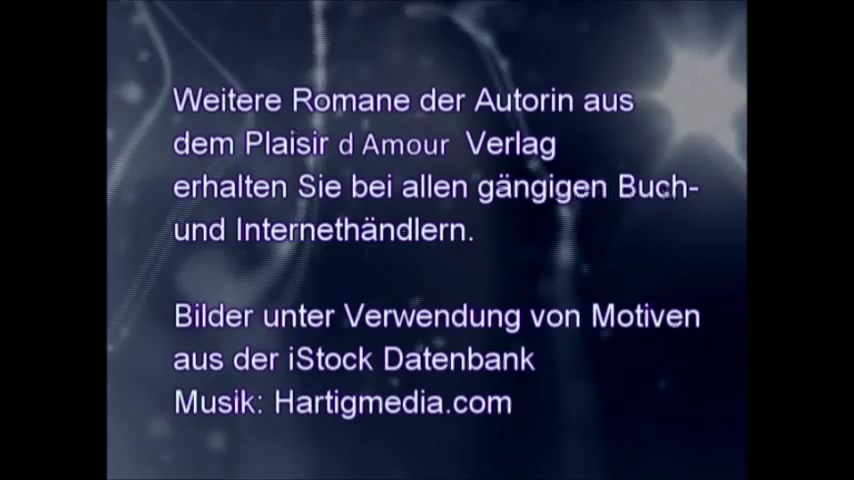 Weitere Romane der Autorin aus
dem Plaisir d Amour Verlag
erhalten Sie bei allen gängigen Buch-
und Internethändlern.
Bilder unter Verwendung von Motiven
aus der iStock Datenbank
Musik: Hartigmedia.com